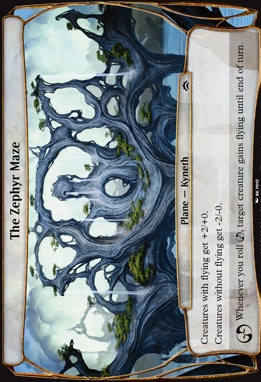 The Zephyr Maze
Plane — Kyneth
Creatures with flying get +2/+0.
Creatures without flying get -2/-0.
Whenever you roll , target creature gains flying until end of turn.